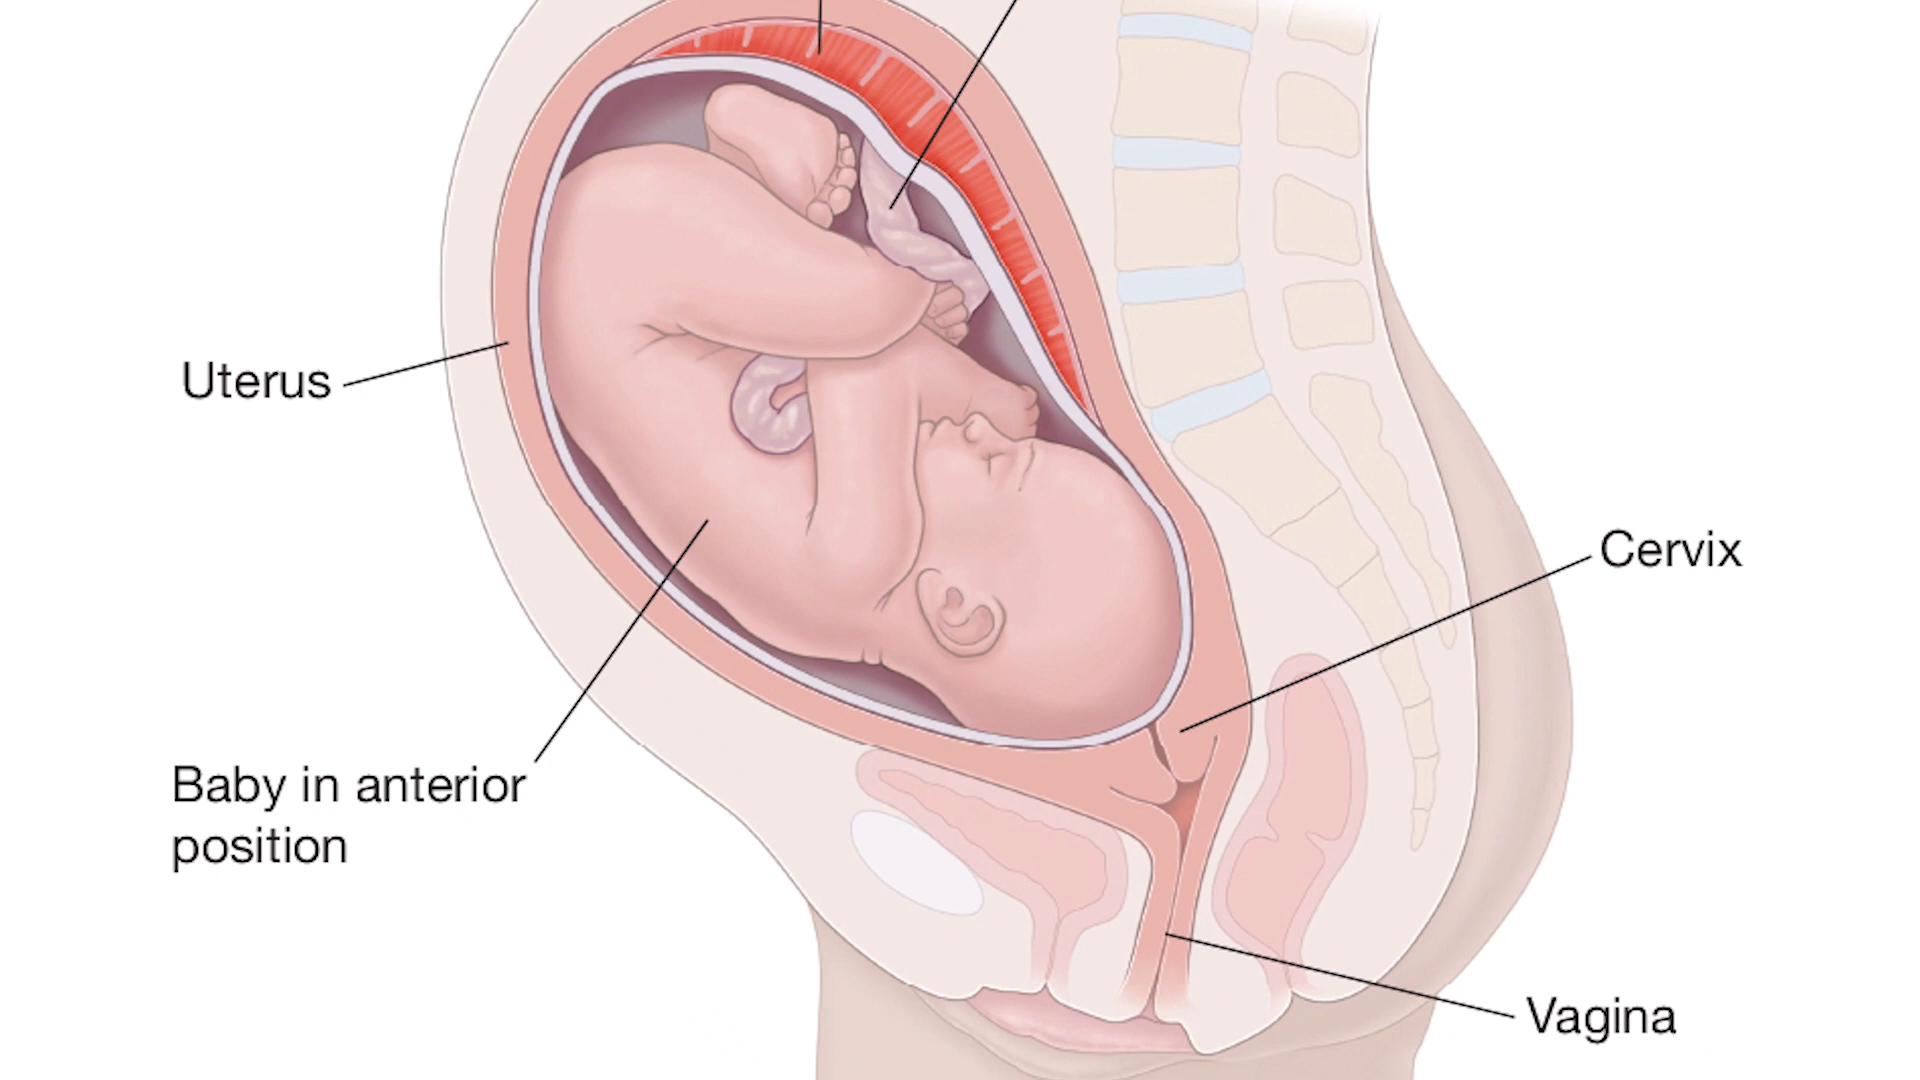 Uterus
Cervix
Baby in anterior
position
Vagina